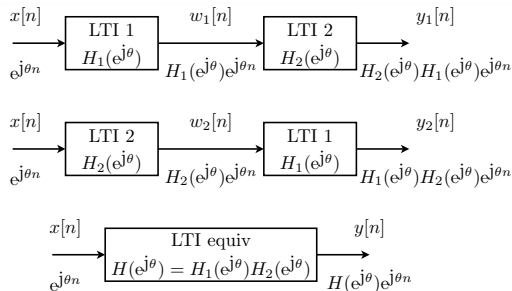 x[n] LTI 1 w₁[n] LTI 2 y₁[n]
H₁(e^{jθ}) H₂(e^{jθ})
e^{jθn} H₁(e^{jθ})e^{jθn} H₂(e^{jθ})H₁(e^{jθ})e^{jθn}
x[n] LTI 2 w₂[n] LTI 1 y₂[n]
H₂(e^{jθ}) H₁(e^{jθ})
e^{jθn} H₂(e^{jθ})e^{jθn} H₁(e^{jθ})H₂(e^{jθ})e^{jθn}
x[n] LTI equiv y[n]
H(e^{jθ}) = H₁(e^{jθ})H₂(e^{jθ})
e^{jθn} H(e^{jθ})e^{jθn}